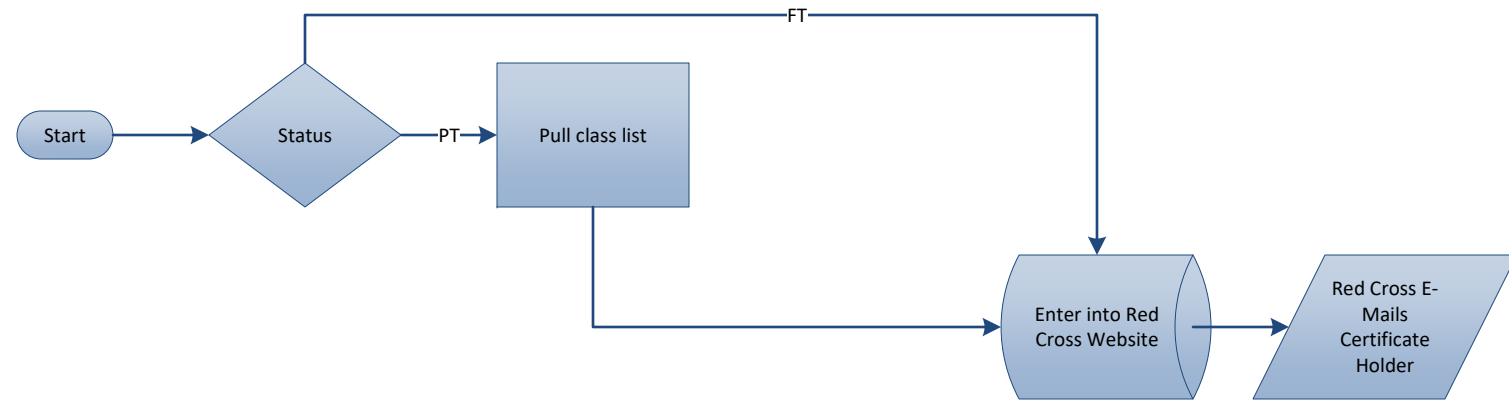 FT
Start
Status
PT
Pull class list
Enter into Red
Cross Website
Red Cross E-
Mails
Certificate
Holder